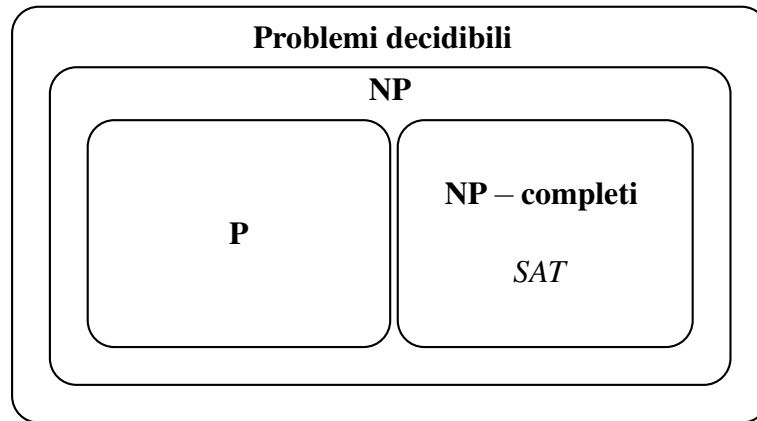 Problemi decidibili
NP
P
NP – completi
SAT